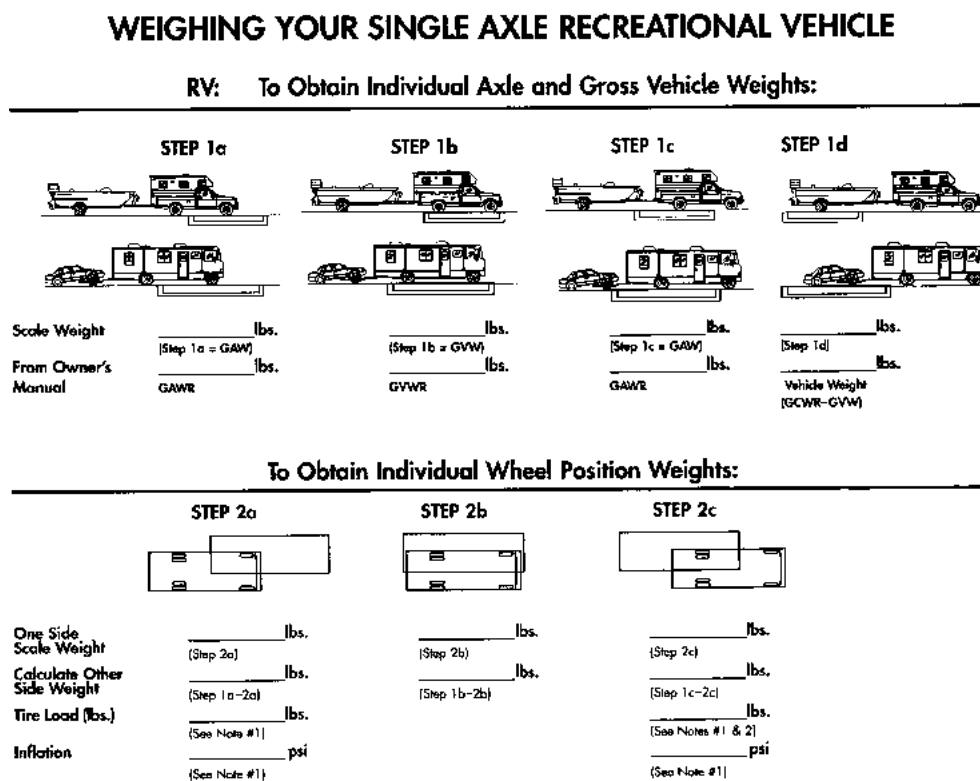 WEIGHING YOUR SINGLE AXLE RECREATIONAL VEHICLE
RV: To Obtain Individual Axle and Gross Vehicle Weights:
STEP 1a STEP 1b STEP 1c STEP 1d
Scale Weight lbs. lbs. lbs. lbs.
(Step 1a = GAW) (Step 1b = GVW) (Step 1c = GAW) (Step 1d)
From Owner's lbs. lbs. lbs. lbs.
Manual GAWR GVWR GAWR Vehicle Weight
(GCWR-GVW)
To Obtain Individual Wheel Position Weights:
STEP 2a STEP 2b STEP 2c
One Side lbs. lbs. lbs.
Scale Weight (Step 2a) (Step 2b) (Step 2c)
Calculate Other lbs. lbs. lbs.
Side Weight (Step 1a-2a) (Step 1b-2b) (Step 1c-2c)
Tire Load (lbs.) lbs. lbs.
(See Note #1) (See Notes #1 & 2)
Inflation psi psi
(See Note #1) (See Note #1)